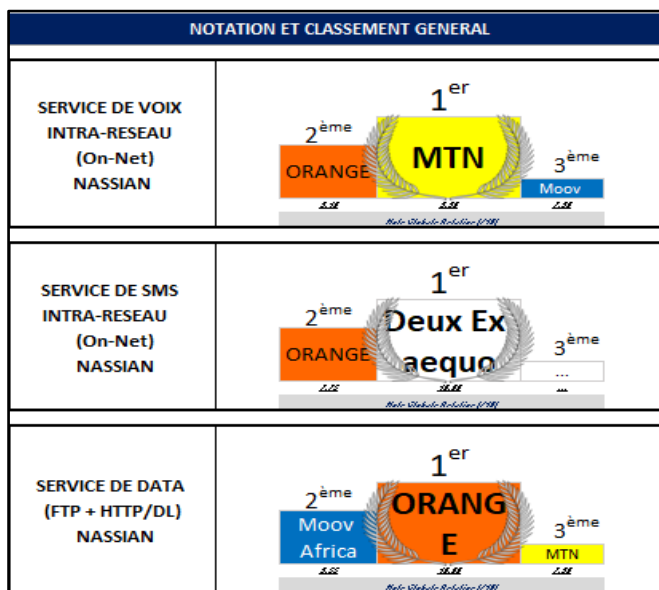 NOTATION ET CLASSEMENT GENERAL
SERVICE DE VOIX
INTRA-RESEAU
(On-Net)
NASSIAN
1er
2ème
MTN
3ème
ORANGE
Moov
SERVICE DE SMS
INTRA-RESEAU
(On-Net)
NASSIAN
1er
2ème
Deux Ex
aequo
3ème
ORANGE
...
...
SERVICE DE DATA
(FTP + HTTP/DL)
NASSIAN
1er
2ème
ORANG
E
3ème
Moov
Africa
MTN